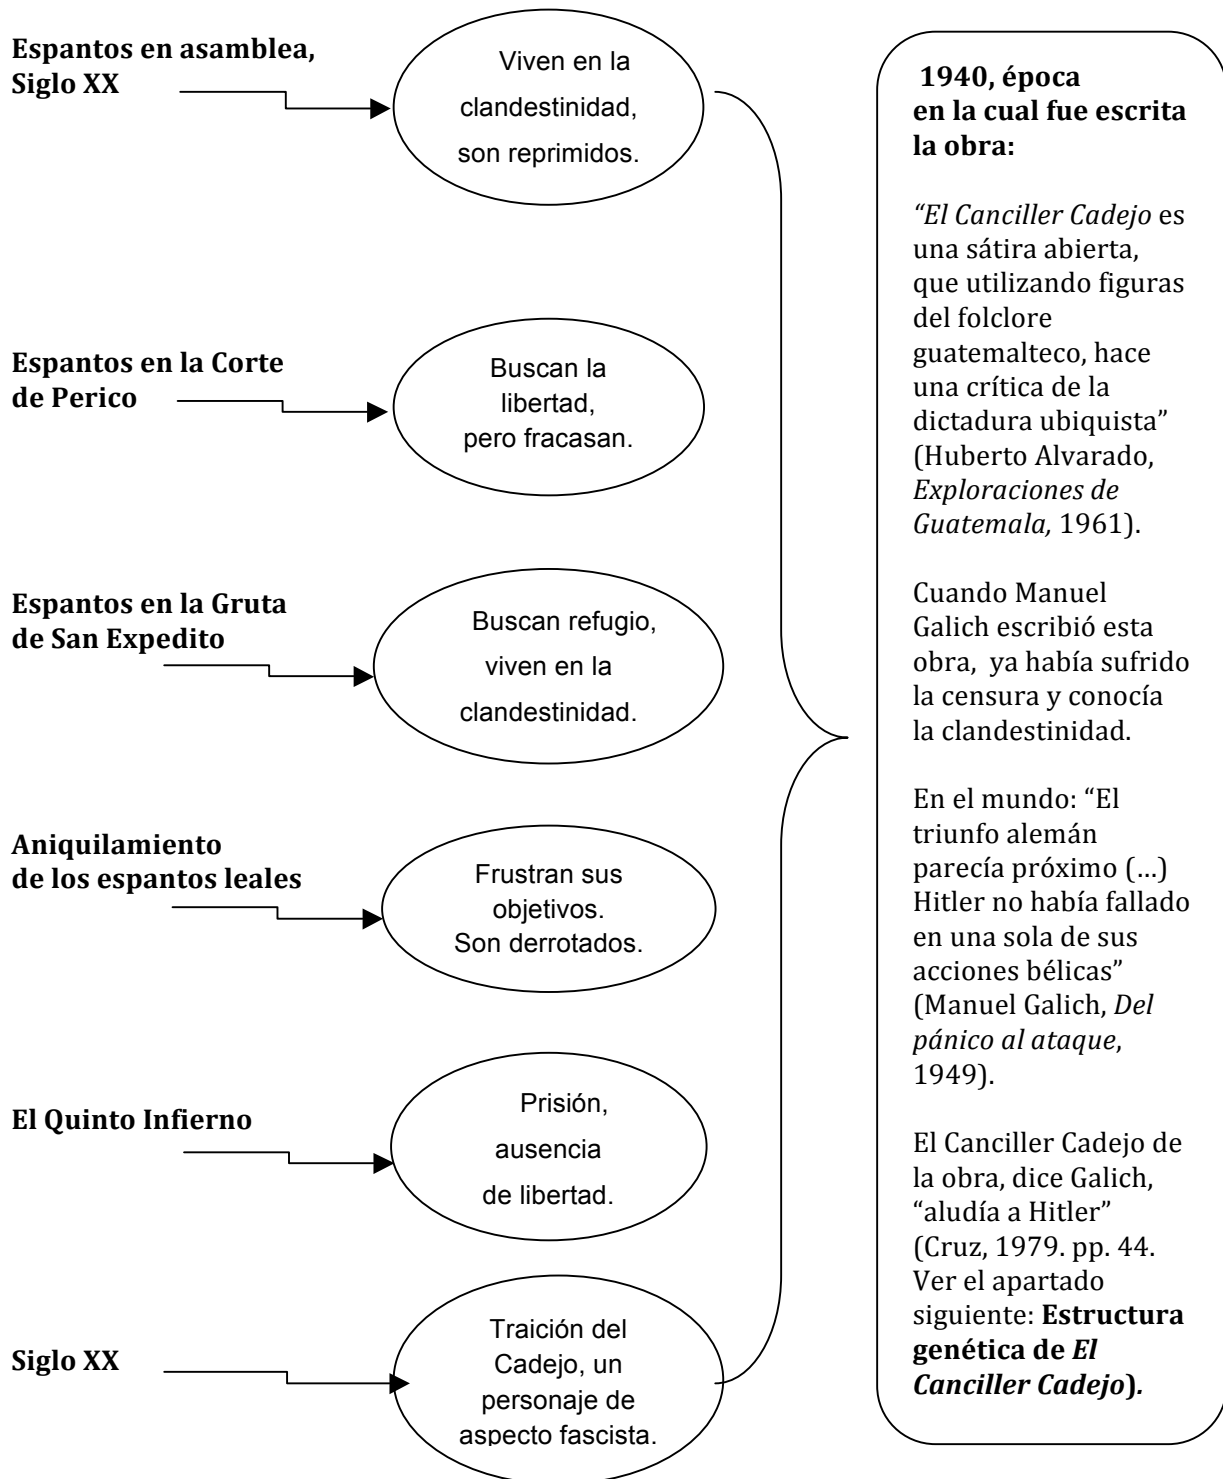 Espantos en asamblea,
Siglo XX
Viven en la
clandestinidad,
son reprimidos.
Espantos en la Corte
de Perico
Buscan la
libertad,
pero fracasan.
Espantos en la Gruta
de San Expedito
Buscan refugio,
viven en la
clandestinidad.
Aniquilamiento
de los espantos leales
Frustran sus
objetivos.
Son derrotados.
El Quinto Infierno
Prisión,
ausencia
de libertad.
Siglo XX
Traición del
Cadejo, un
personaje de
aspecto fascista.
1940, época
en la cual fue escrita
la obra:
“El Canciller Cadejo es
una sátira abierta,
que utilizando figuras
del folclore
guatemalteco, hace
una crítica de la
dictadura ubiquista”
(Huberto Alvarado,
Exploraciones de
Guatemala, 1961).
Cuando Manuel
Galich escribió esta
obra, ya había sufrido
la censura y conocía
la clandestinidad.
En el mundo: “El
triunfo alemán
parecía próximo (…)
Hitler no había fallado
en una sola de sus
acciones bélicas”
(Manuel Galich, Del
pánico al ataque,
1949).
El Canciller Cadejo de
la obra, dice Galich,
“aludía a Hitler”
(Cruz, 1979. pp. 44.
Ver el apartado
siguiente: Estructura
genética de El
Canciller Cadejo).